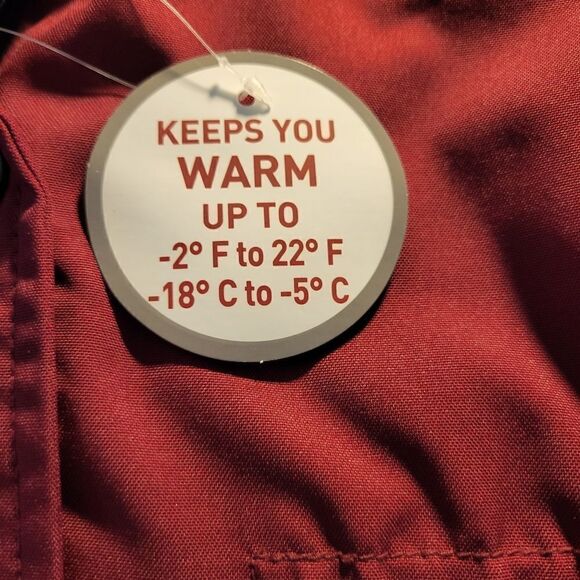 KEEPS YOU
WARM
UP TO
-2° F to 22° F
-18° C to -5° C